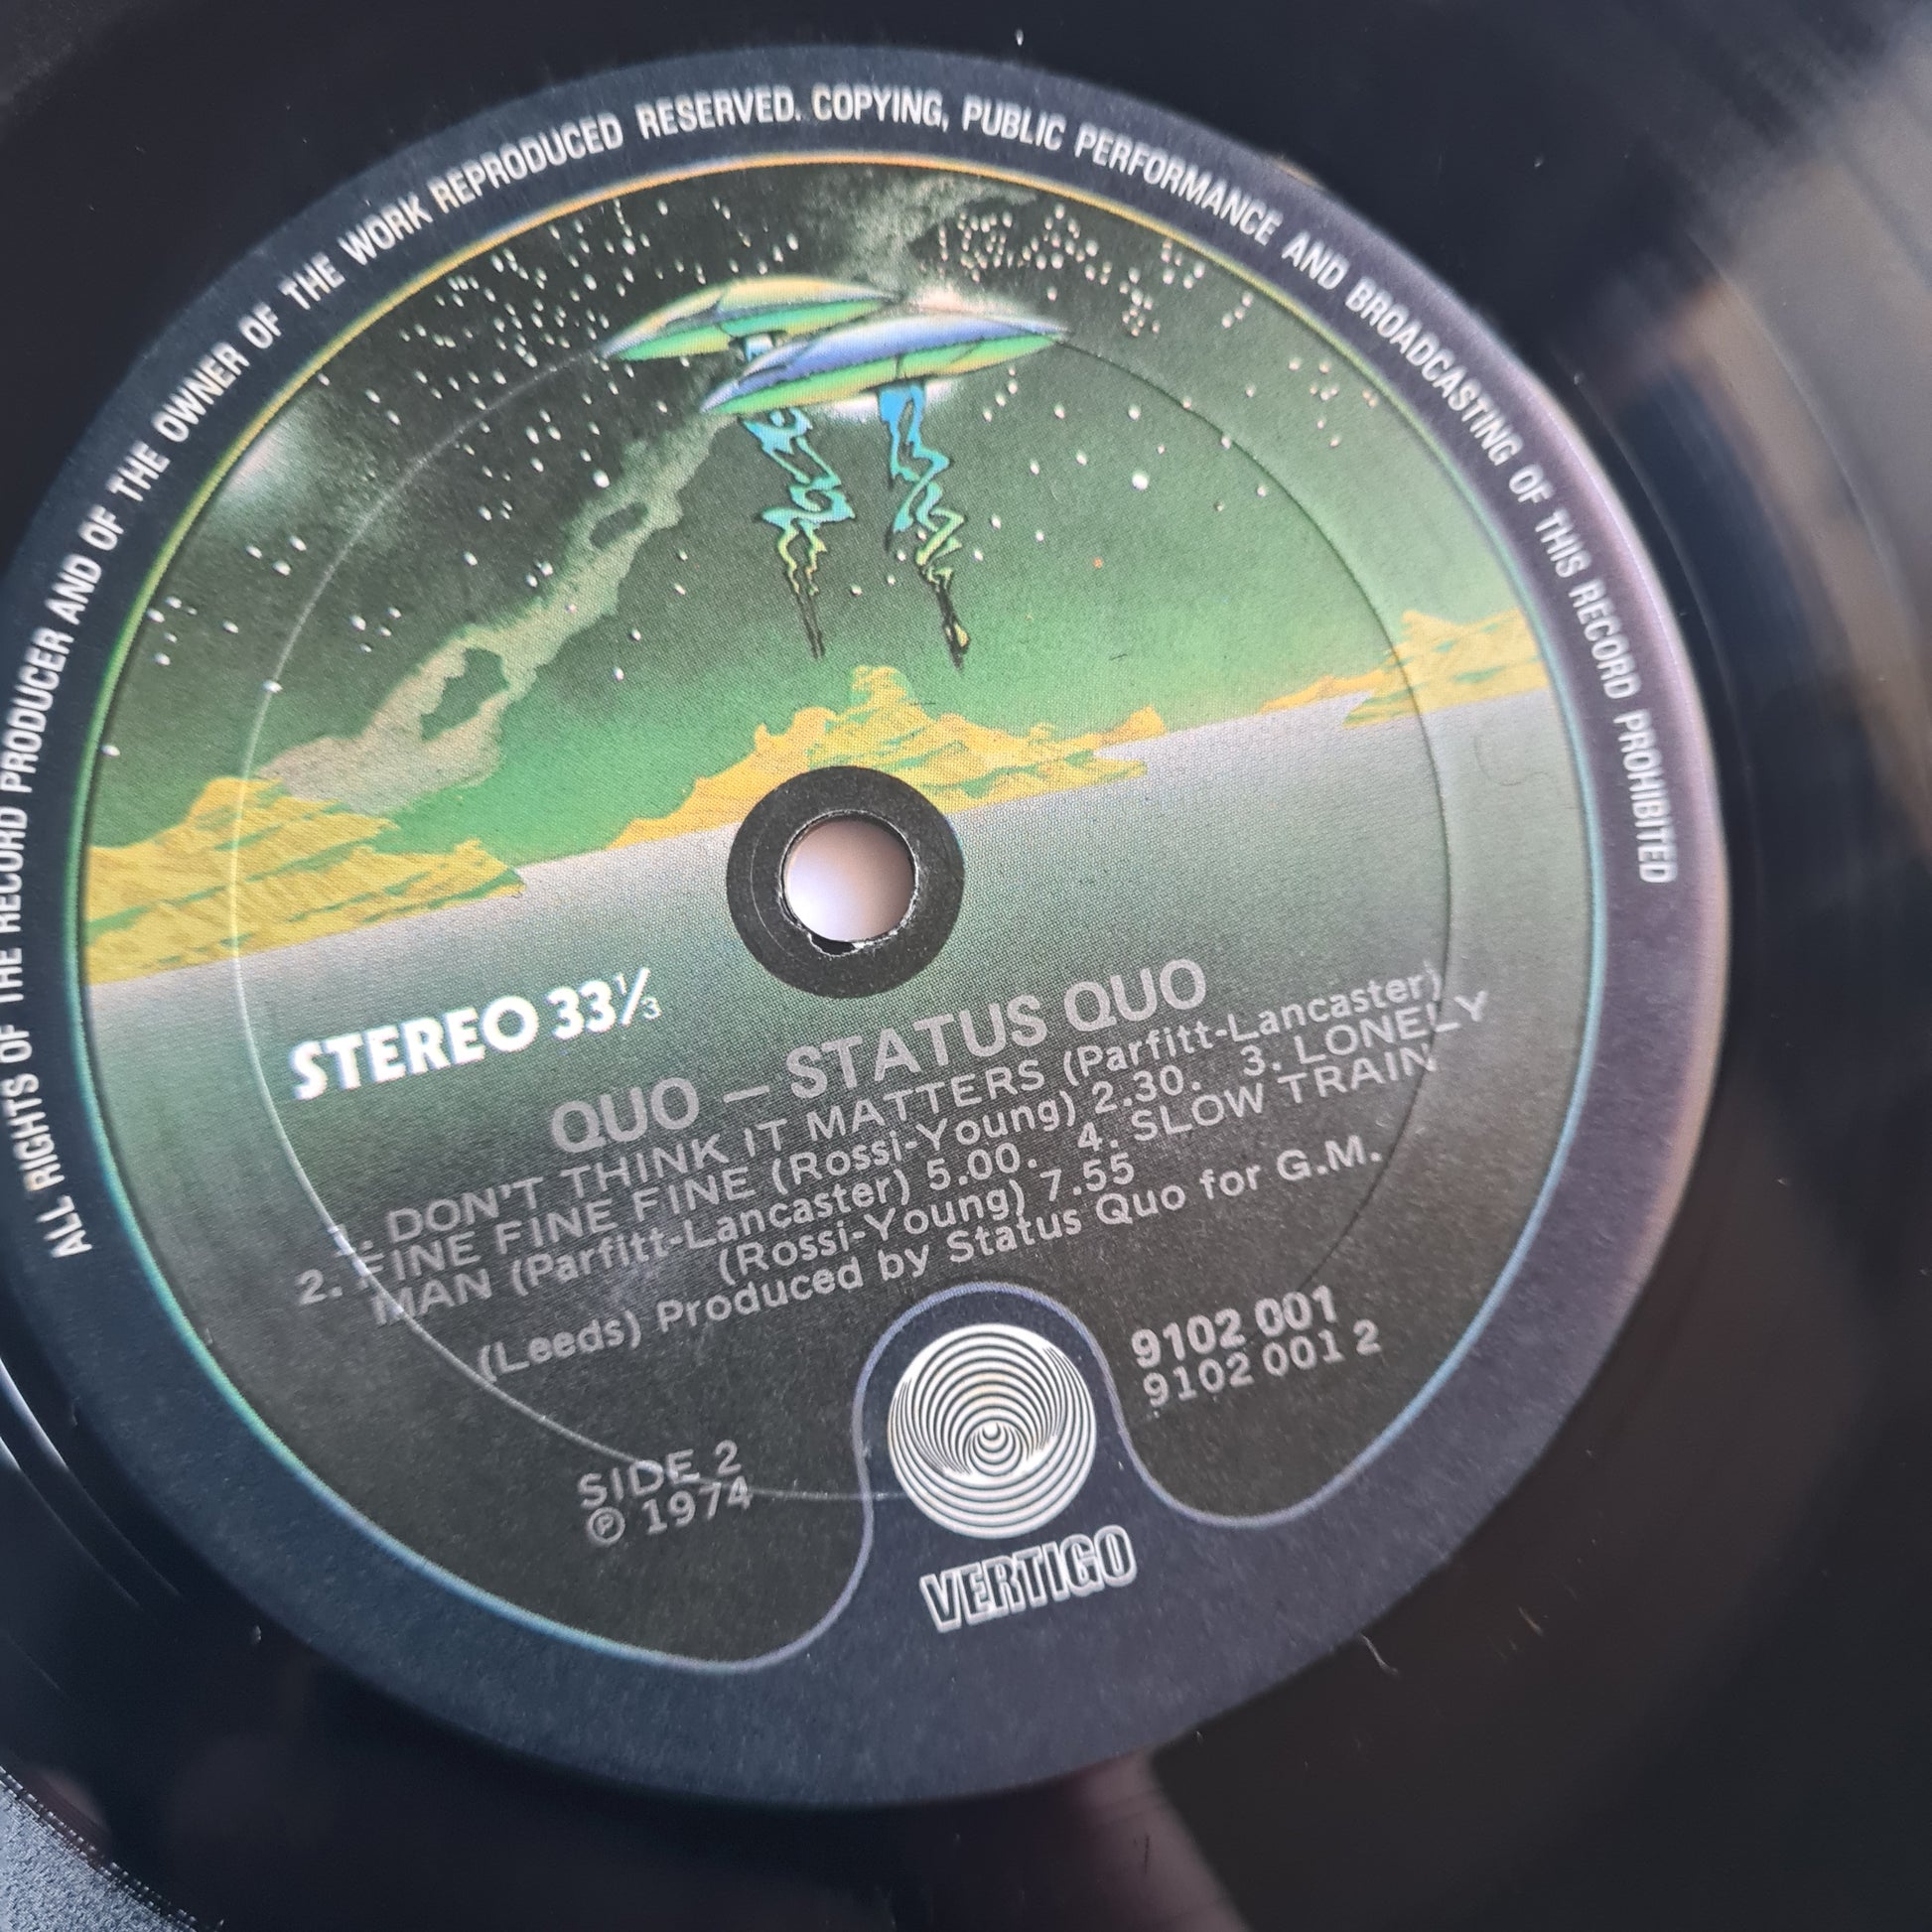 ALL RIGHTS OF THE RECORD PRODUCER AND OF THE OWNER OF THE WORK REPRODUCED RESERVED. COPYING, PUBLIC PERFORMANCE AND BROADCASTING OF THIS RECORD PROHIBITED
STEREO 33⅓
QUO – STATUS QUO
1. DON'T THINK IT MATTERS (Parfitt-Lancaster)
2. FINE FINE FINE (Rossi-Young) 2.30. 3. LONELY
MAN (Parfitt-Lancaster) 5.00. 4. SLOW TRAIN
(Rossi-Young) 7.55
(Leeds) Produced by Status Quo for G.M.
9102 001
9102 001 2
SIDE 2
℗ 1974
VERTIGO